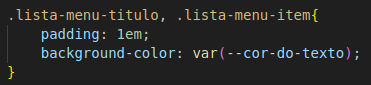 .lista-menu-titulo, .lista-menu-item{
    padding: 1em;
    background-color: var(--cor-do-texto);
}